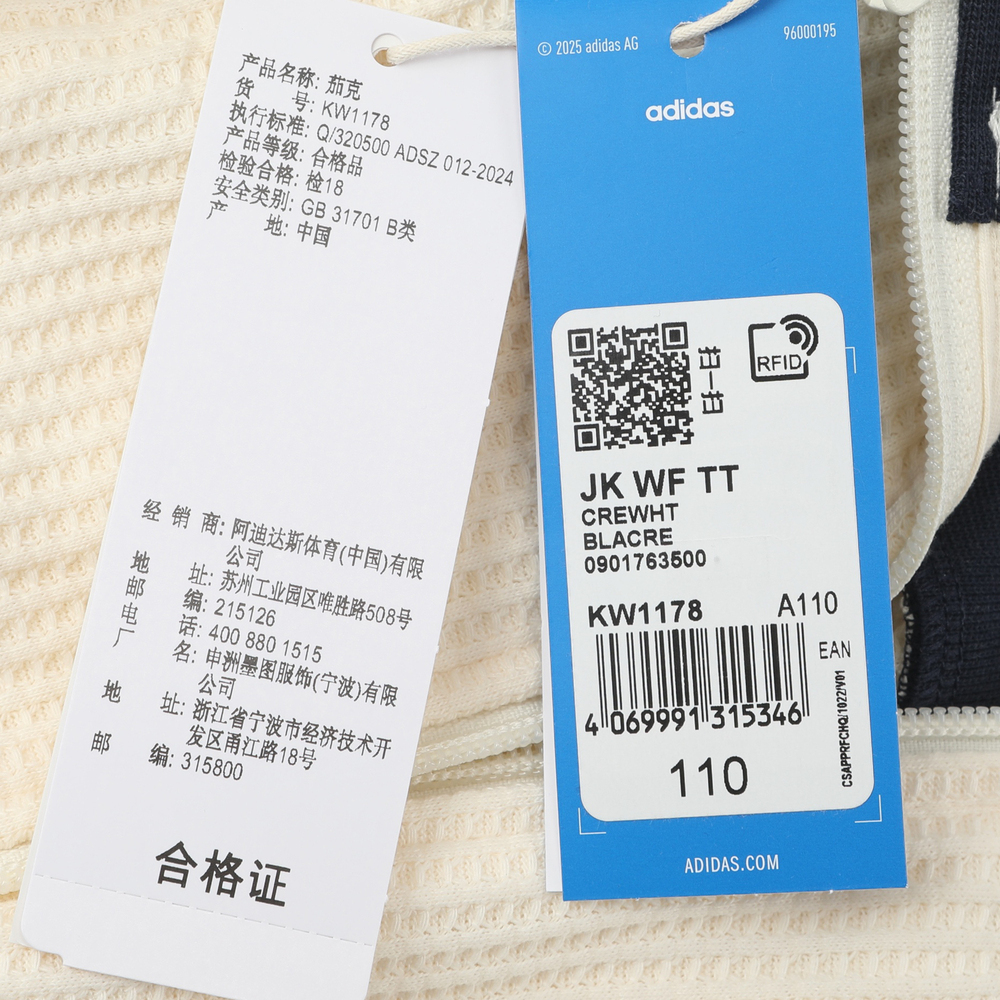 产品名称: 茄克
货 号: KW1178
执行标准: Q/320500 ADSZ 012-2024
产品等级: 合格品
检验合格: 检18
安全类别: GB 31701 B类
产 地: 中国
经 销 商: 阿迪达斯体育(中国)有限
公司
地 址: 苏州工业园区唯胜路508号
邮 编: 215126
电 话: 400 880 1515
厂 名: 申洲墨图服饰(宁波)有限
公司
地 址: 浙江省宁波市经济技术开
发区甬江路18号
邮 编: 315800
合格证
© 2025 adidas AG
96000195
adidas
扫一扫
RFID
JK WF TT
CREWHT
BLACRE
0901763500
KW1178 A110
EAN
4 069991 315346
CSAPPRFCHQ/1022/V01
110
ADIDAS.COM